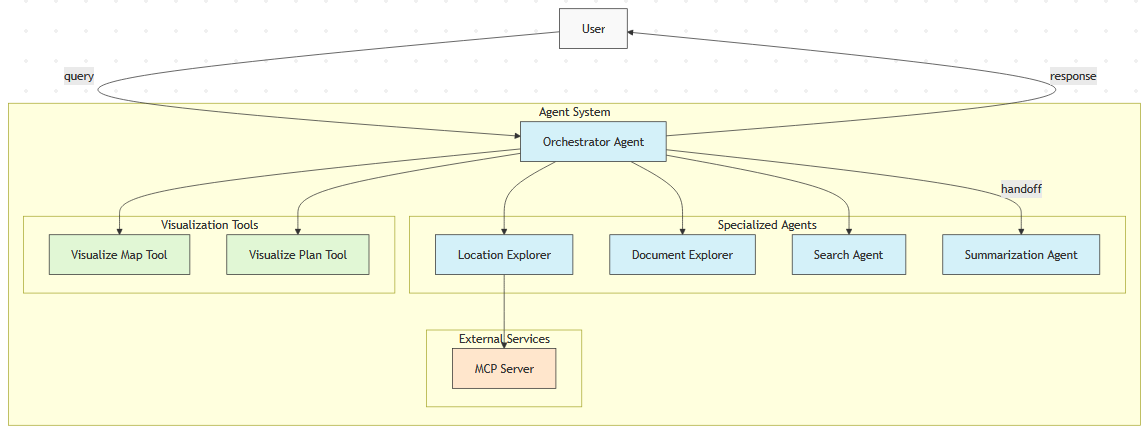 User
query
response
Agent System
Orchestrator Agent
handoff
Visualization Tools
Specialized Agents
Visualize Map Tool
Visualize Plan Tool
Location Explorer
Document Explorer
Search Agent
Summarization Agent
External Services
MCP Server